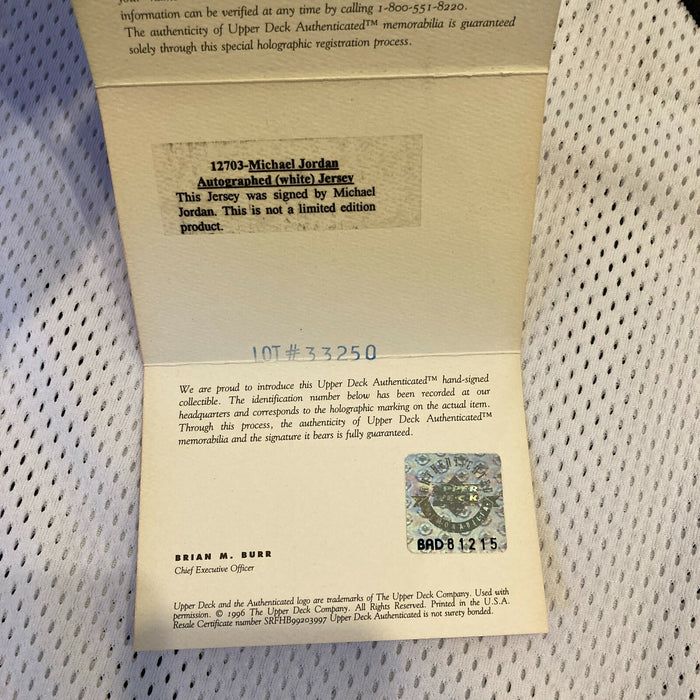 information can be verified at any time by calling 1-800-551-8220.
The authenticity of Upper Deck Authenticated™ memorabilia is guaranteed
solely through this special holographic registration process.
12703-Michael Jordan
Autographed (white) Jersey
This Jersey was signed by Michael
Jordan. This is not a limited edition
product.
LOT # 33250
We are proud to introduce this Upper Deck Authenticated™ hand-signed
collectible. The identification number below has been recorded at our
headquarters and corresponds to the holographic marking on the actual item.
Through this process, the authenticity of Upper Deck Authenticated™
memorabilia and the signature it bears is fully guaranteed.
UPPER
DECK
BAD 81215
BRIAN M. BURR
Chief Executive Officer
Upper Deck and the Authenticated logo are trademarks of The Upper Deck Company. Used with
permission. © 1996 The Upper Deck Company. All Rights Reserved. Printed in the U.S.A.
Resale Certificate number SRFHB99203997 Upper Deck Authenticated is not surety bonded.